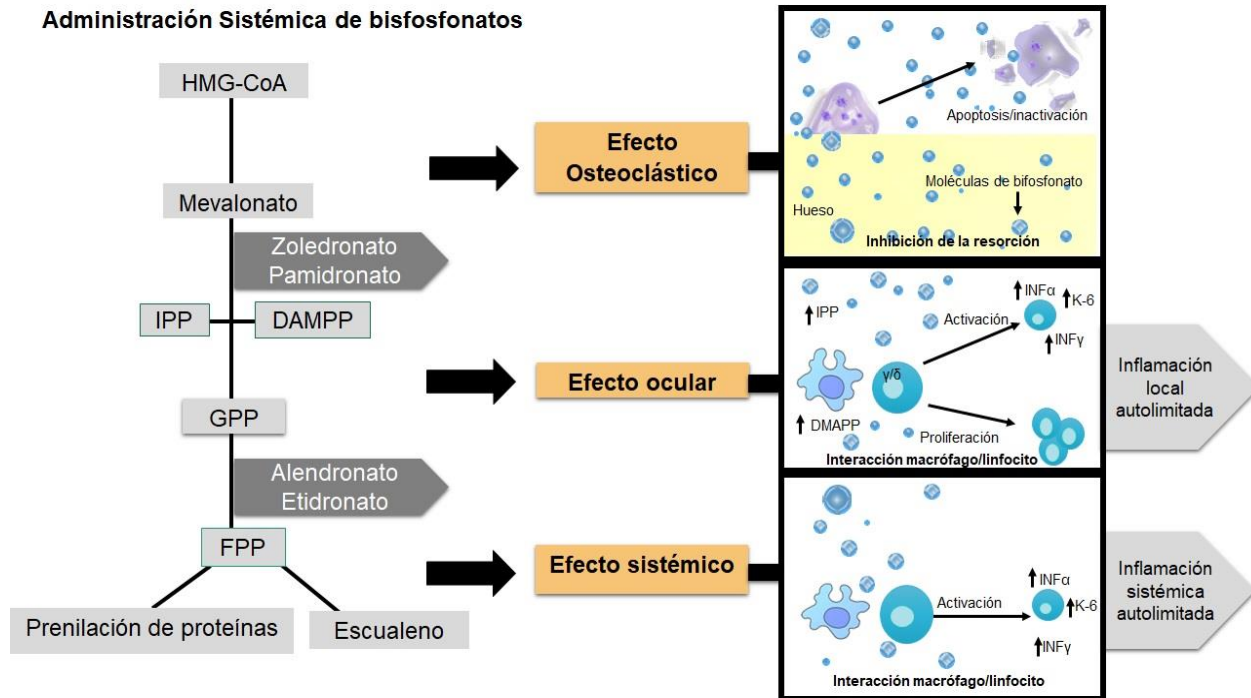 Administración Sistémica de bisfosfonatos
HMG-CoA
Mevalonato
Zoledronato
Pamidronato
IPP
DAMPP
GPP
Alendronato
Etidronato
FPP
Prenilación de proteínas
Escualeno
Efecto
Osteoclástico
Efecto ocular
Efecto sistémico
Apoptosis/inactivación
Moléculas de bifosfonato
Hueso
Inhibición de la resorción
IPP
Activación
INFα
K-6
INFγ
γ/δ
DMAPP
Proliferación
Interacción macrófago/linfocito
Inflamación
local
autolimitada
Activación
INFα
K-6
INFγ
Interacción macrófago/linfocito
Inflamación
sistémica
autolimitada